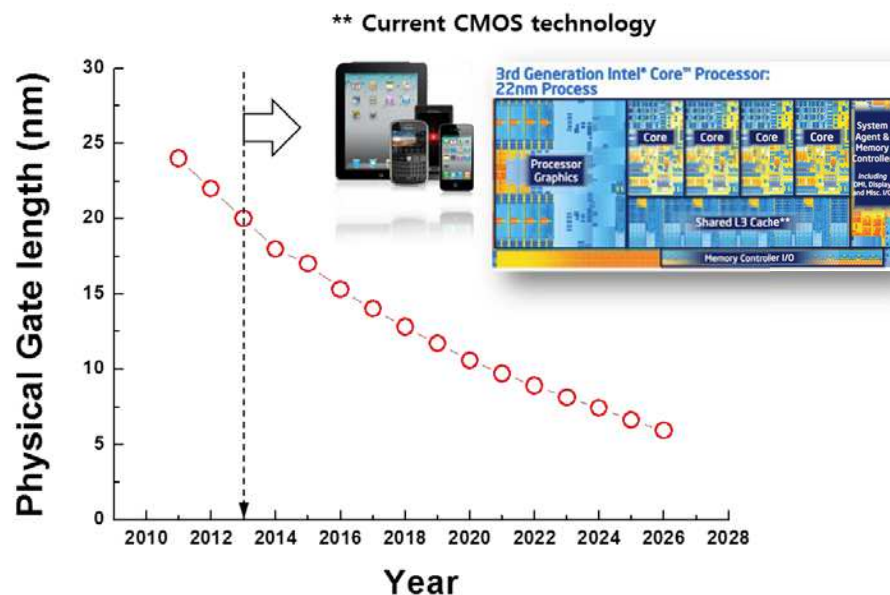 ** Current CMOS technology
3rd Generation Intel® Core™ Processor:
22nm Process
Processor
Graphics
Core
Core
Core
Core
System
Agent &
Memory
Controller
Including
DMI, Display
and Misc. I/O
Shared L3 Cache**
Memory Controller I/O
Physical Gate length (nm)
30
25
20
15
10
5
0
2010 2012 2014 2016 2018 2020 2022 2024 2026 2028
Year